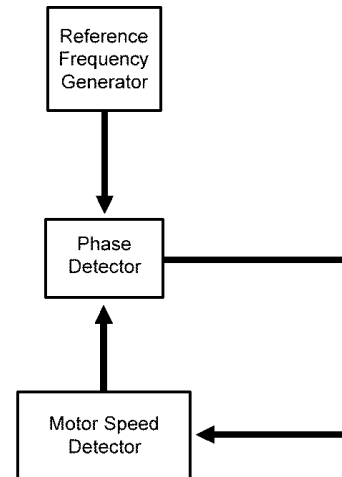 Reference
Frequency
Generator
Phase
Detector
Motor Speed
Detector